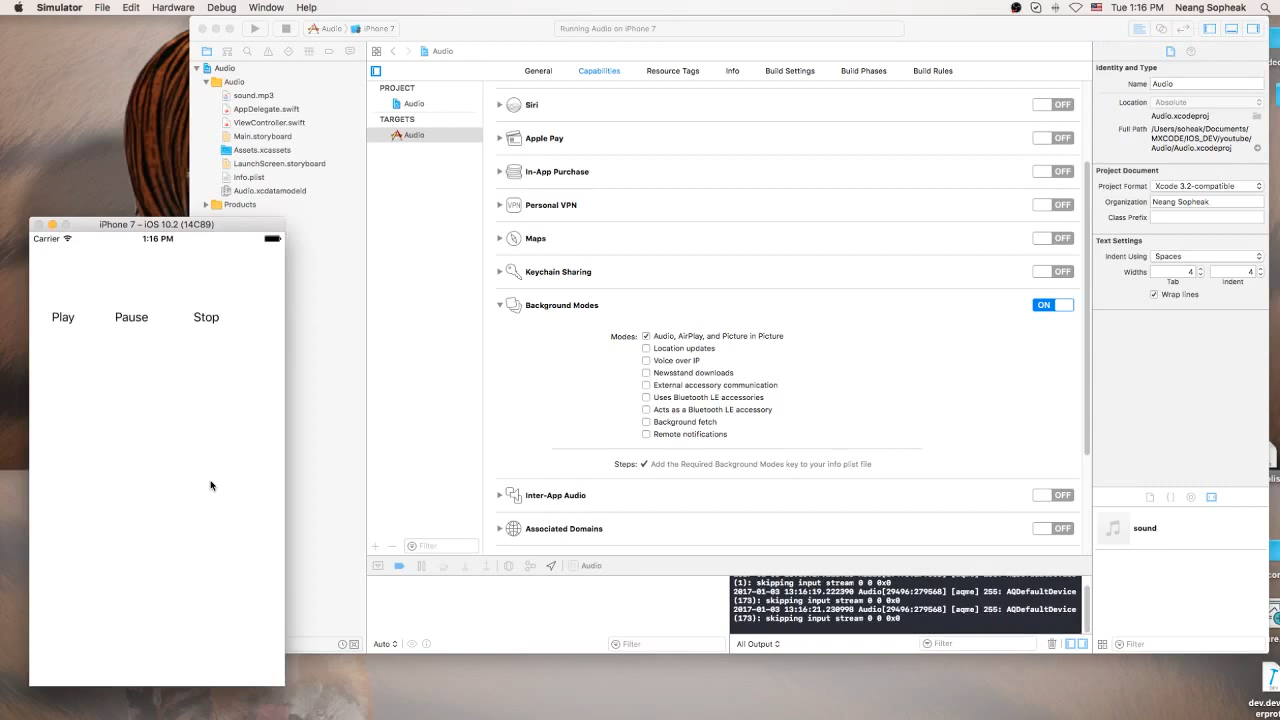 Simulator File Edit Hardware Debug Window Help Tue 1:16 PM Neang Sopheak
Audio iPhone 7 Running Audio on iPhone 7
Audio
Audio
Audio
sound.mp3
AppDelegate.swift
ViewController.swift
Main.storyboard
Assets.xcassets
LaunchScreen.storyboard
Info.plist
Audio.xcdatamodeld
Products
General Capabilities Resource Tags Info Build Settings Build Phases Build Rules
PROJECT
Audio
TARGETS
Audio
Filter
Siri OFF
Apple Pay OFF
In-App Purchase OFF
VPN Personal VPN OFF
Maps OFF
Keychain Sharing OFF
Background Modes ON
Modes: Audio, AirPlay, and Picture in Picture
Location updates
Voice over IP
Newsstand downloads
External accessory communication
Uses Bluetooth LE accessories
Acts as a Bluetooth LE accessory
Background fetch
Remote notifications
Steps: ✓ Add the Required Background Modes key to your info plist file
Inter-App Audio OFF
Associated Domains OFF
Audio
(1): skipping input stream 0 0 0x0
2017-01-03 13:16:19.222390 Audio[29496:279568] [aqme] 255: AQDefaultDevice
(173): skipping input stream 0 0 0x0
2017-01-03 13:16:21.230998 Audio[29496:279568] [aqme] 255: AQDefaultDevice
(173): skipping input stream 0 0 0x0
Auto Filter All Output Filter
Identity and Type
Name Audio
Location Absolute
Audio.xcodeproj
Full Path /Users/soheak/Documents/
MXCODE/IOS_DEV/youtube/
Audio/Audio.xcodeproj
Project Document
Project Format Xcode 3.2-compatible
Organization Neang Sopheak
Class Prefix
Text Settings
Indent Using Spaces
Widths 4 4
Tab Indent
Wrap lines
sound
Filter
iPhone 7 – iOS 10.2 (14C89)
Carrier 1:16 PM
Play Pause Stop
dev.dev
erprof